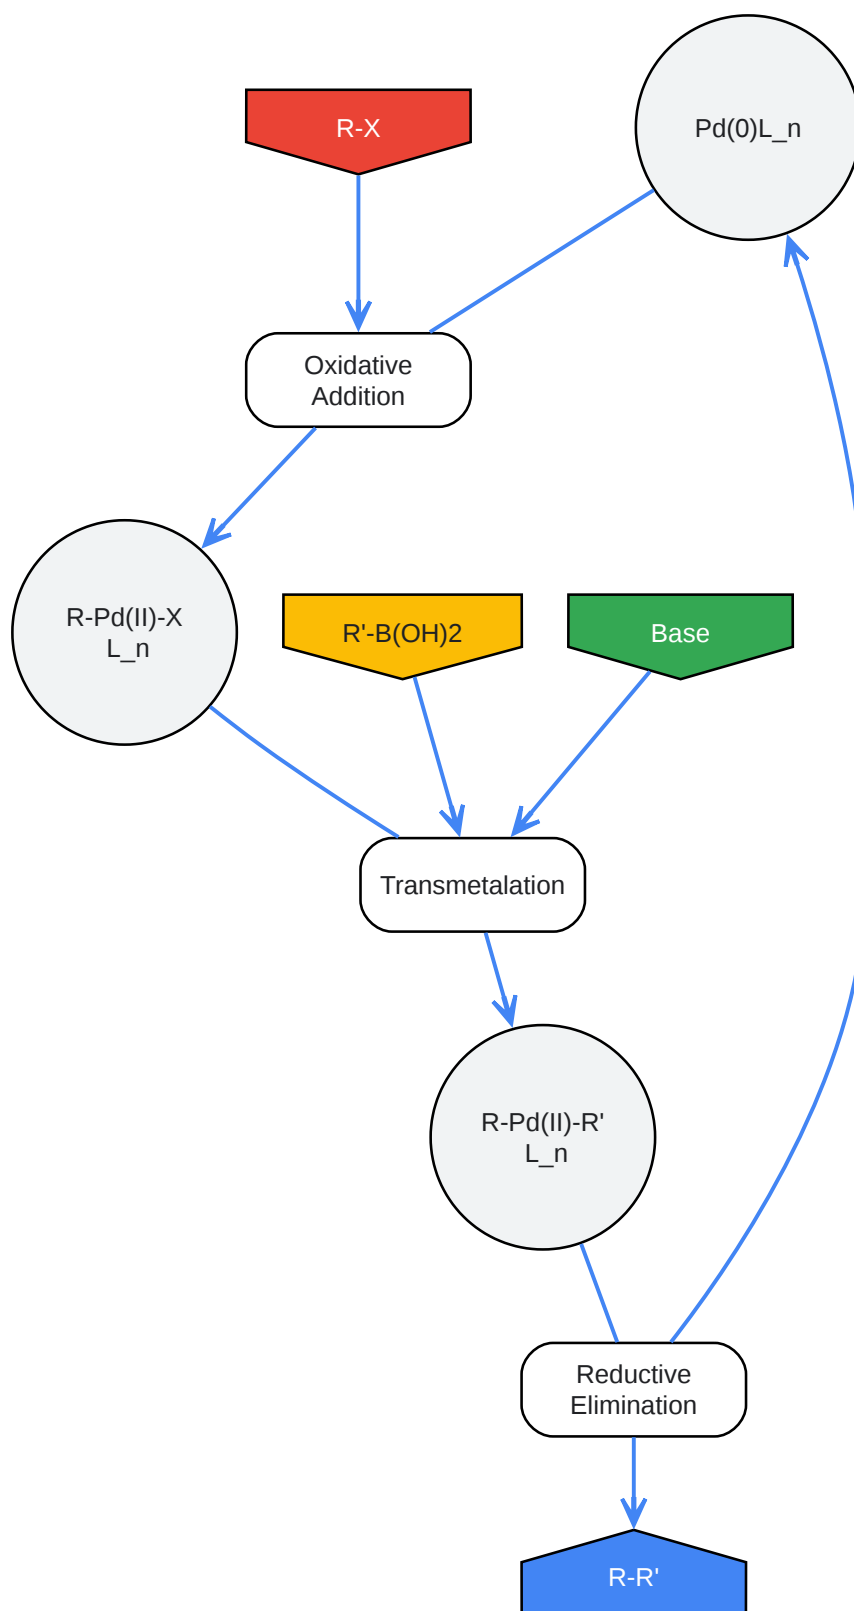 R-X
Pd(0)L_n
Oxidative
Addition
R-Pd(II)-X
L_n
R'-B(OH)2
Base
Transmetalation
R-Pd(II)-R'
L_n
Reductive
Elimination
R-R'